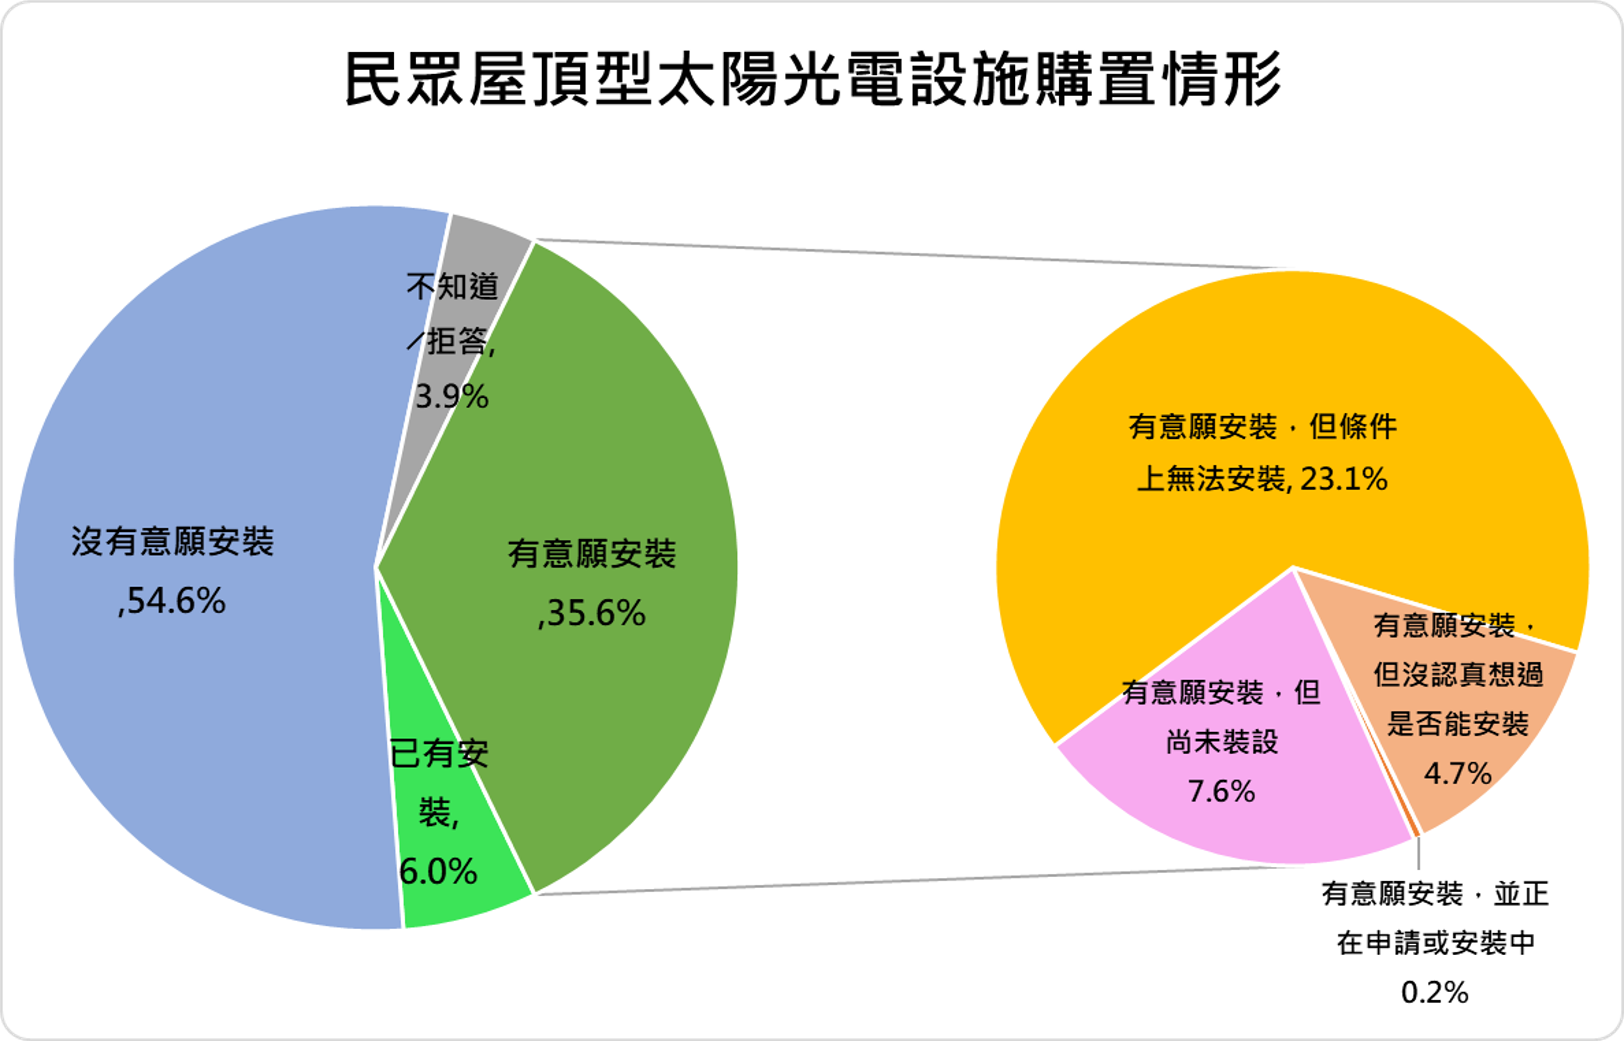 民眾屋頂型太陽光電設施購置情形
不知道
／拒答,
3.9%
沒有意願安裝
,54.6%
有意願安裝
,35.6%
已有安
裝,
6.0%
有意願安裝，但條件
上無法安裝, 23.1%
有意願安裝，
但沒認真想過
是否能安裝
4.7%
有意願安裝，但
尚未裝設
7.6%
有意願安裝，並正
在申請或安裝中
0.2%